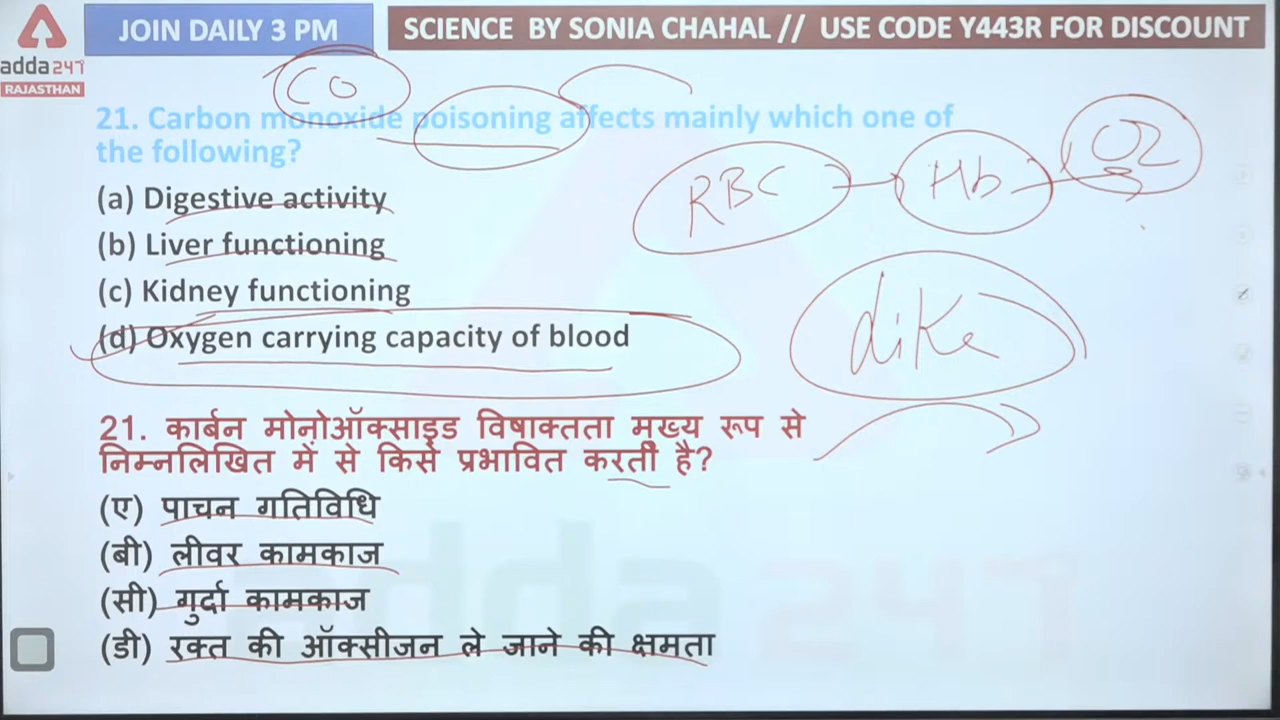 JOIN DAILY 3 PM
SCIENCE BY SONIA CHAHAL // USE CODE Y443R FOR DISCOUNT
adda247
RAJASTHAN
CO
21. Carbon monoxide poisoning affects mainly which one of
the following?
RBC Hb O2
(a) Digestive activity
(b) Liver functioning
(c) Kidney functioning
(d) Oxygen carrying capacity of blood
dike
21. कार्बन मोनोऑक्साइड विषाक्तता मुख्य रूप से
निम्नलिखित में से किसे प्रभावित करती है?
(ए) पाचन गतिविधि
(बी) लीवर कामकाज
(सी) गुर्दा कामकाज
(डी) रक्त की ऑक्सीजन ले जाने की क्षमता
adda247